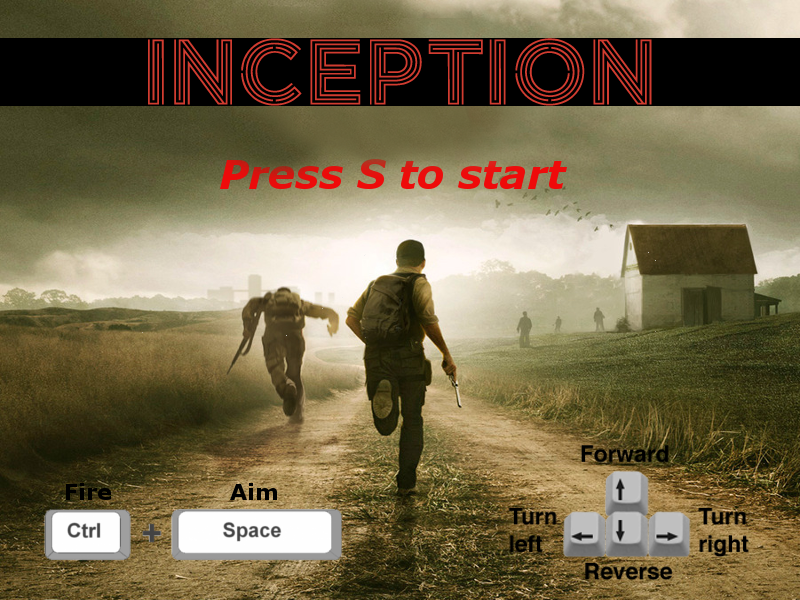 INCEPTION
Press S to start
Forward
Fire
Aim
Turn left
Turn right
Ctrl
+
Space
↑
←
↓
→
Reverse